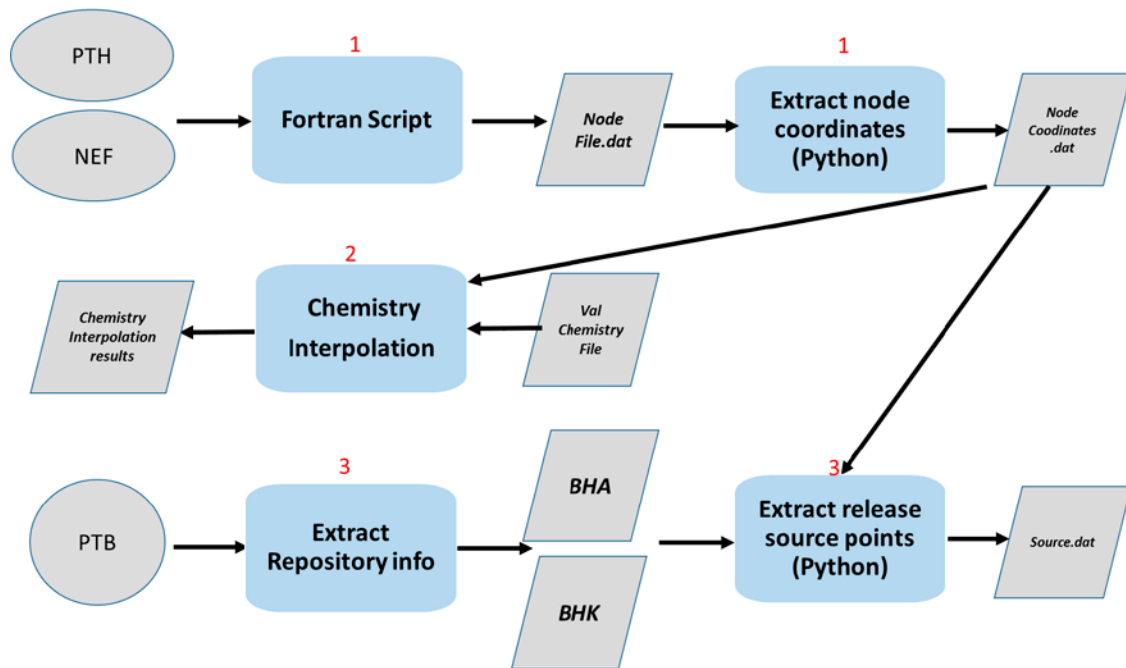 PTH
NEF
1
Fortran Script
Node
File.dat
1
Extract node
coordinates
(Python)
Node
Coodinates
.dat
2
Chemistry
Interpolation
Chemistry
Interpolation
results
Val
Chemistry
File
PTB
3
Extract
Repository info
BHA
BHK
3
Extract release
source points
(Python)
Source.dat